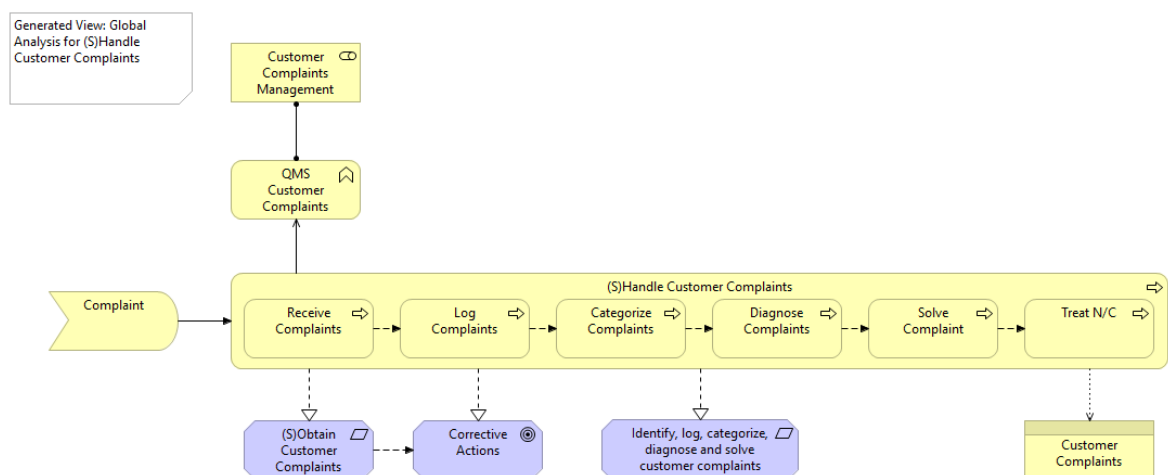 Generated View: Global
Analysis for (S)Handle
Customer Complaints
Customer
Complaints
Management
QMS
Customer
Complaints
Complaint
(S)Handle Customer Complaints
Receive
Complaints
Log
Complaints
Categorize
Complaints
Diagnose
Complaints
Solve
Complaint
Treat N/C
(S)Obtain
Customer
Complaints
Corrective
Actions
Identify, log, categorize,
diagnose and solve
customer complaints
Customer
Complaints